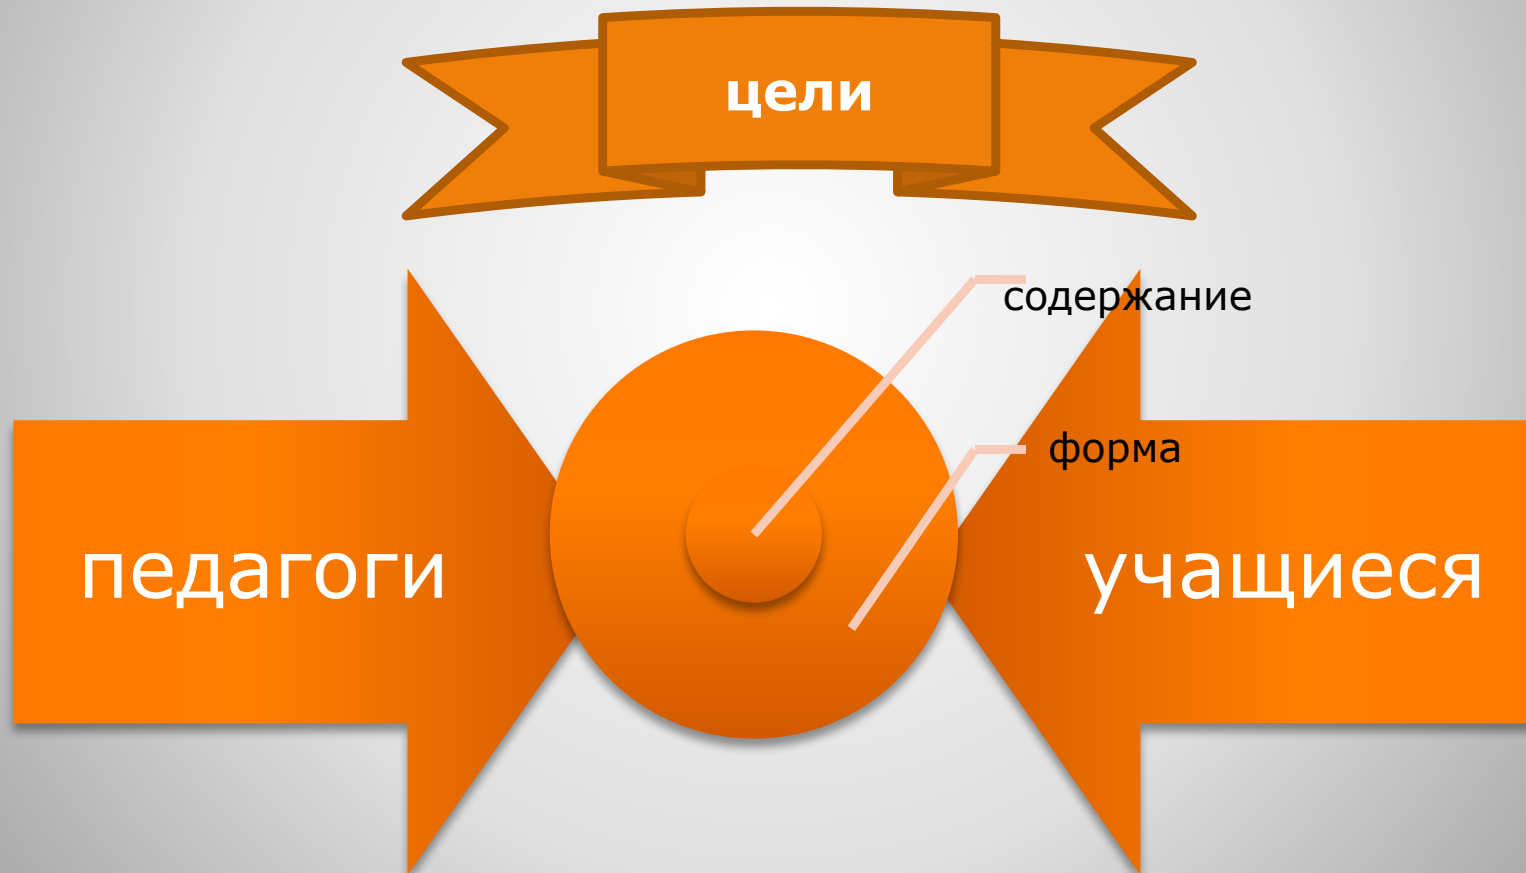 цели
содержание
форма
педагоги
учащиеся